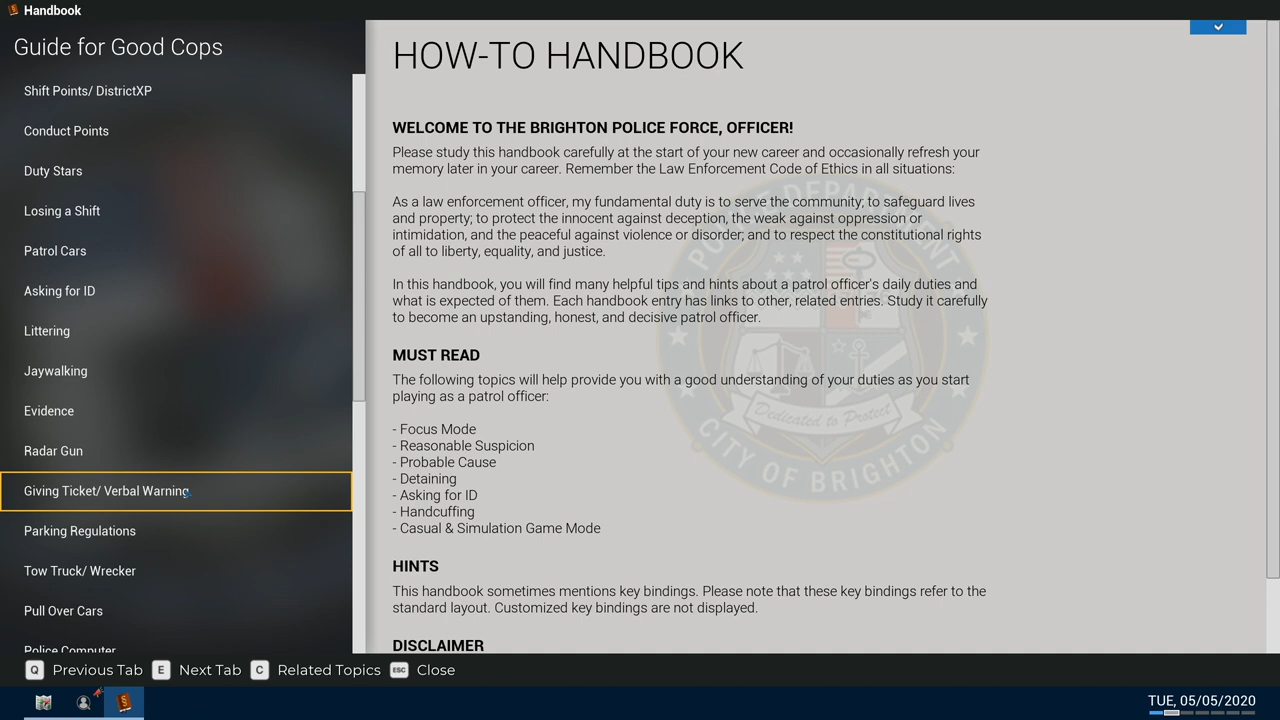 Handbook
Guide for Good Cops
Shift Points/ DistrictXP
Conduct Points
Duty Stars
Losing a Shift
Patrol Cars
Asking for ID
Littering
Jaywalking
Evidence
Radar Gun
Giving Ticket/ Verbal Warning
Parking Regulations
Tow Truck/ Wrecker
Pull Over Cars
Police Computer
HOW-TO HANDBOOK
WELCOME TO THE BRIGHTON POLICE FORCE, OFFICER!
Please study this handbook carefully at the start of your new career and occasionally refresh your
memory later in your career. Remember the Law Enforcement Code of Ethics in all situations:
As a law enforcement officer, my fundamental duty is to serve the community; to safeguard lives
and property; to protect the innocent against deception, the weak against oppression or
intimidation, and the peaceful against violence or disorder; and to respect the constitutional rights
of all to liberty, equality, and justice.
In this handbook, you will find many helpful tips and hints about a patrol officer's daily duties and
what is expected of them. Each handbook entry has links to other, related entries. Study it carefully
to become an upstanding, honest, and decisive patrol officer.
MUST READ
The following topics will help provide you with a good understanding of your duties as you start
playing as a patrol officer:
- Focus Mode
- Reasonable Suspicion
- Probable Cause
- Detaining
- Asking for ID
- Handcuffing
- Casual & Simulation Game Mode
HINTS
This handbook sometimes mentions key bindings. Please note that these key bindings refer to the
standard layout. Customized key bindings are not displayed.
DISCLAIMER
POLICE DEPARTMENT
Dedicated to Protect
CITY OF BRIGHTON
Q Previous Tab E Next Tab C Related Topics ESC Close
TUE, 05/05/2020